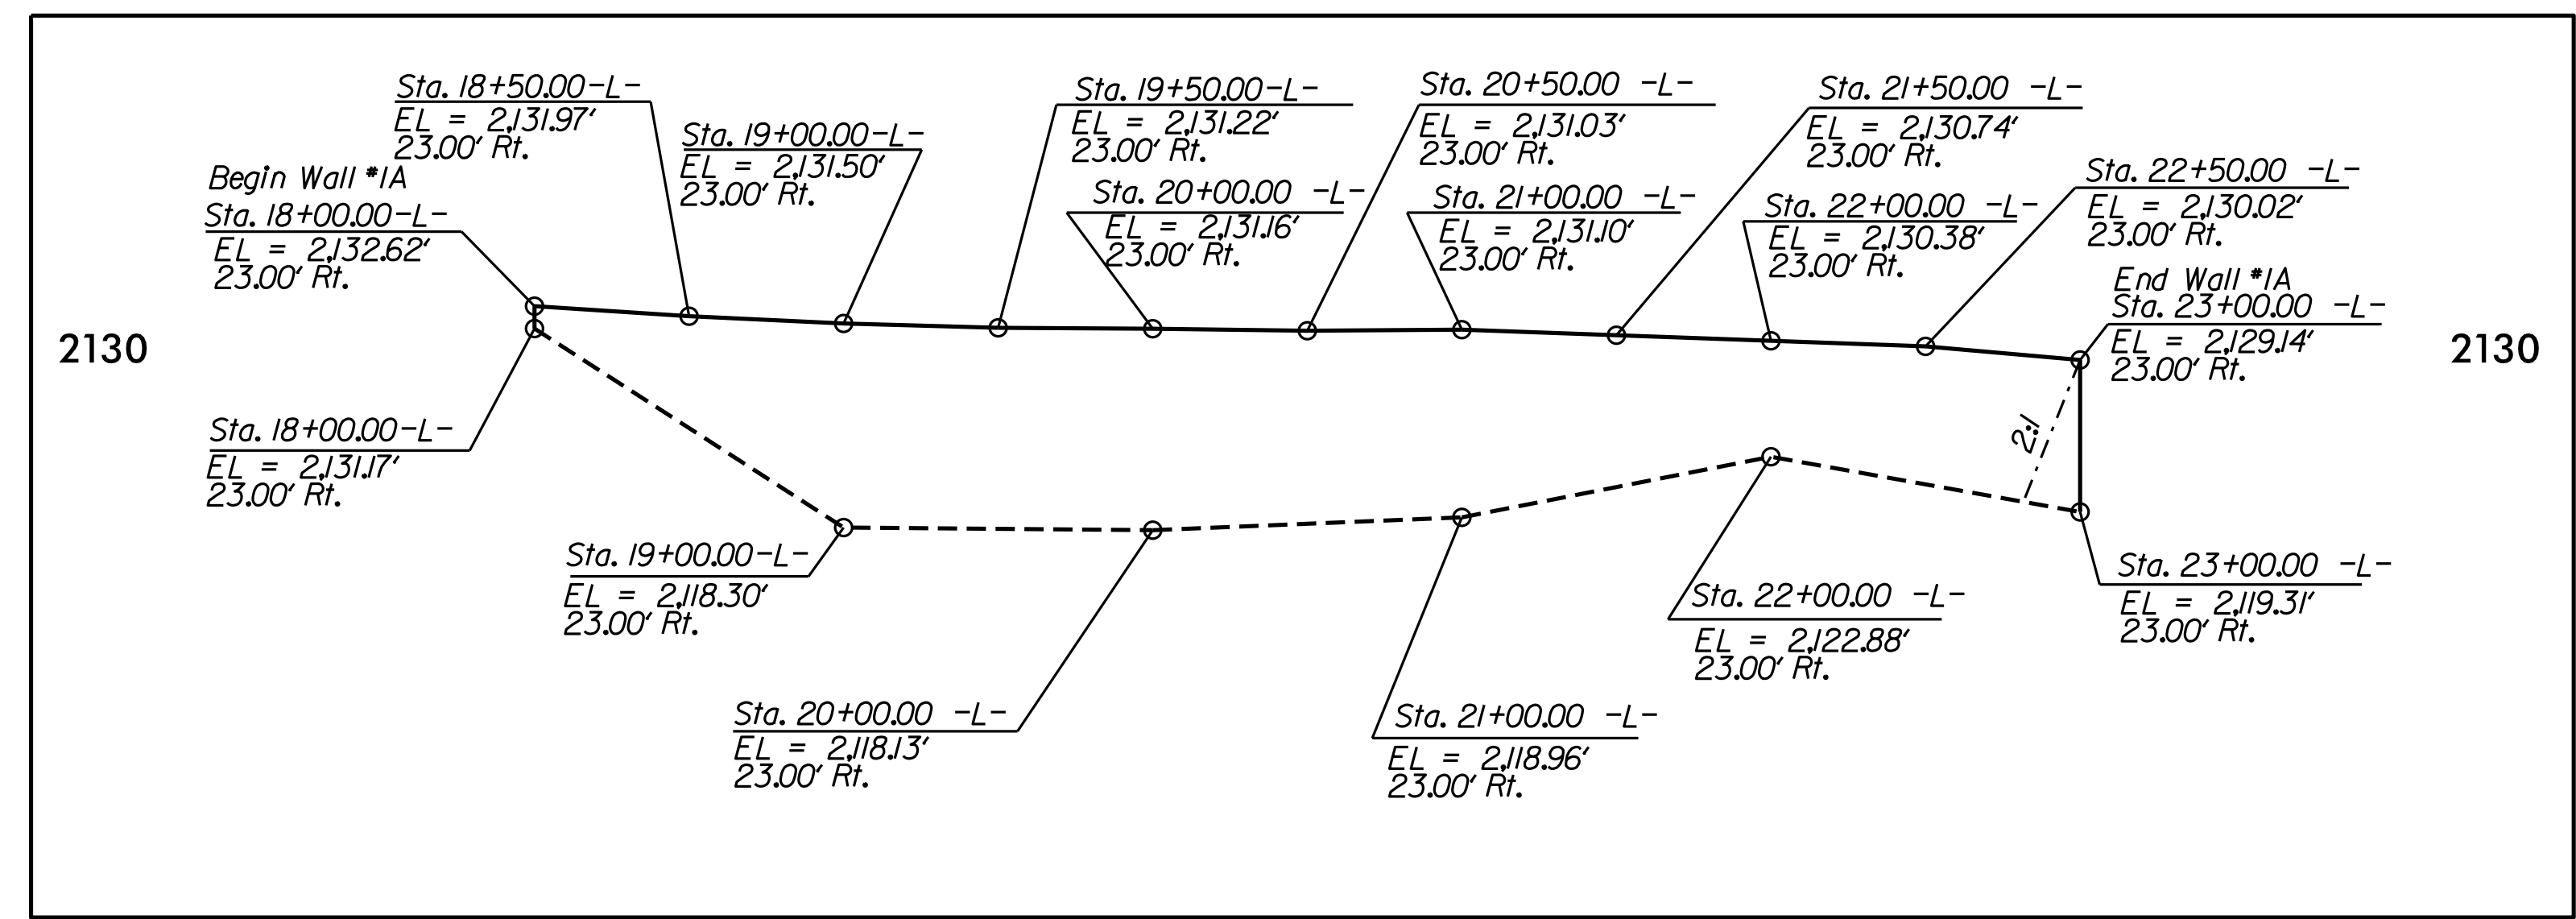 Sta. 18+50.00-L-
EL = 2,131.97'
23.00' Rt.
Sta. 19+00.00-L-
EL = 2,131.50'
23.00' Rt.
Sta. 19+50.00-L-
EL = 2,131.22'
23.00' Rt.
Sta. 20+00.00 -L-
EL = 2,131.16'
23.00' Rt.
Sta. 20+50.00 -L-
EL = 2,131.03'
23.00' Rt.
Sta. 21+00.00 -L-
EL = 2,131.10'
23.00' Rt.
Sta. 21+50.00 -L-
EL = 2,130.74'
23.00' Rt.
Sta. 22+00.00 -L-
EL = 2,130.38'
23.00' Rt.
Sta. 22+50.00 -L-
EL = 2,130.02'
23.00' Rt.
Begin Wall #1A
Sta. 18+00.00-L-
EL = 2,132.62'
23.00' Rt.
End Wall #1A
Sta. 23+00.00 -L-
EL = 2,129.14'
23.00' Rt.
2130
2130
2:1
Sta. 18+00.00-L-
EL = 2,131.17'
23.00' Rt.
Sta. 19+00.00-L-
EL = 2,118.30'
23.00' Rt.
Sta. 20+00.00 -L-
EL = 2,118.13'
23.00' Rt.
Sta. 21+00.00 -L-
EL = 2,118.96'
23.00' Rt.
Sta. 22+00.00 -L-
EL = 2,122.88'
23.00' Rt.
Sta. 23+00.00 -L-
EL = 2,119.31'
23.00' Rt.